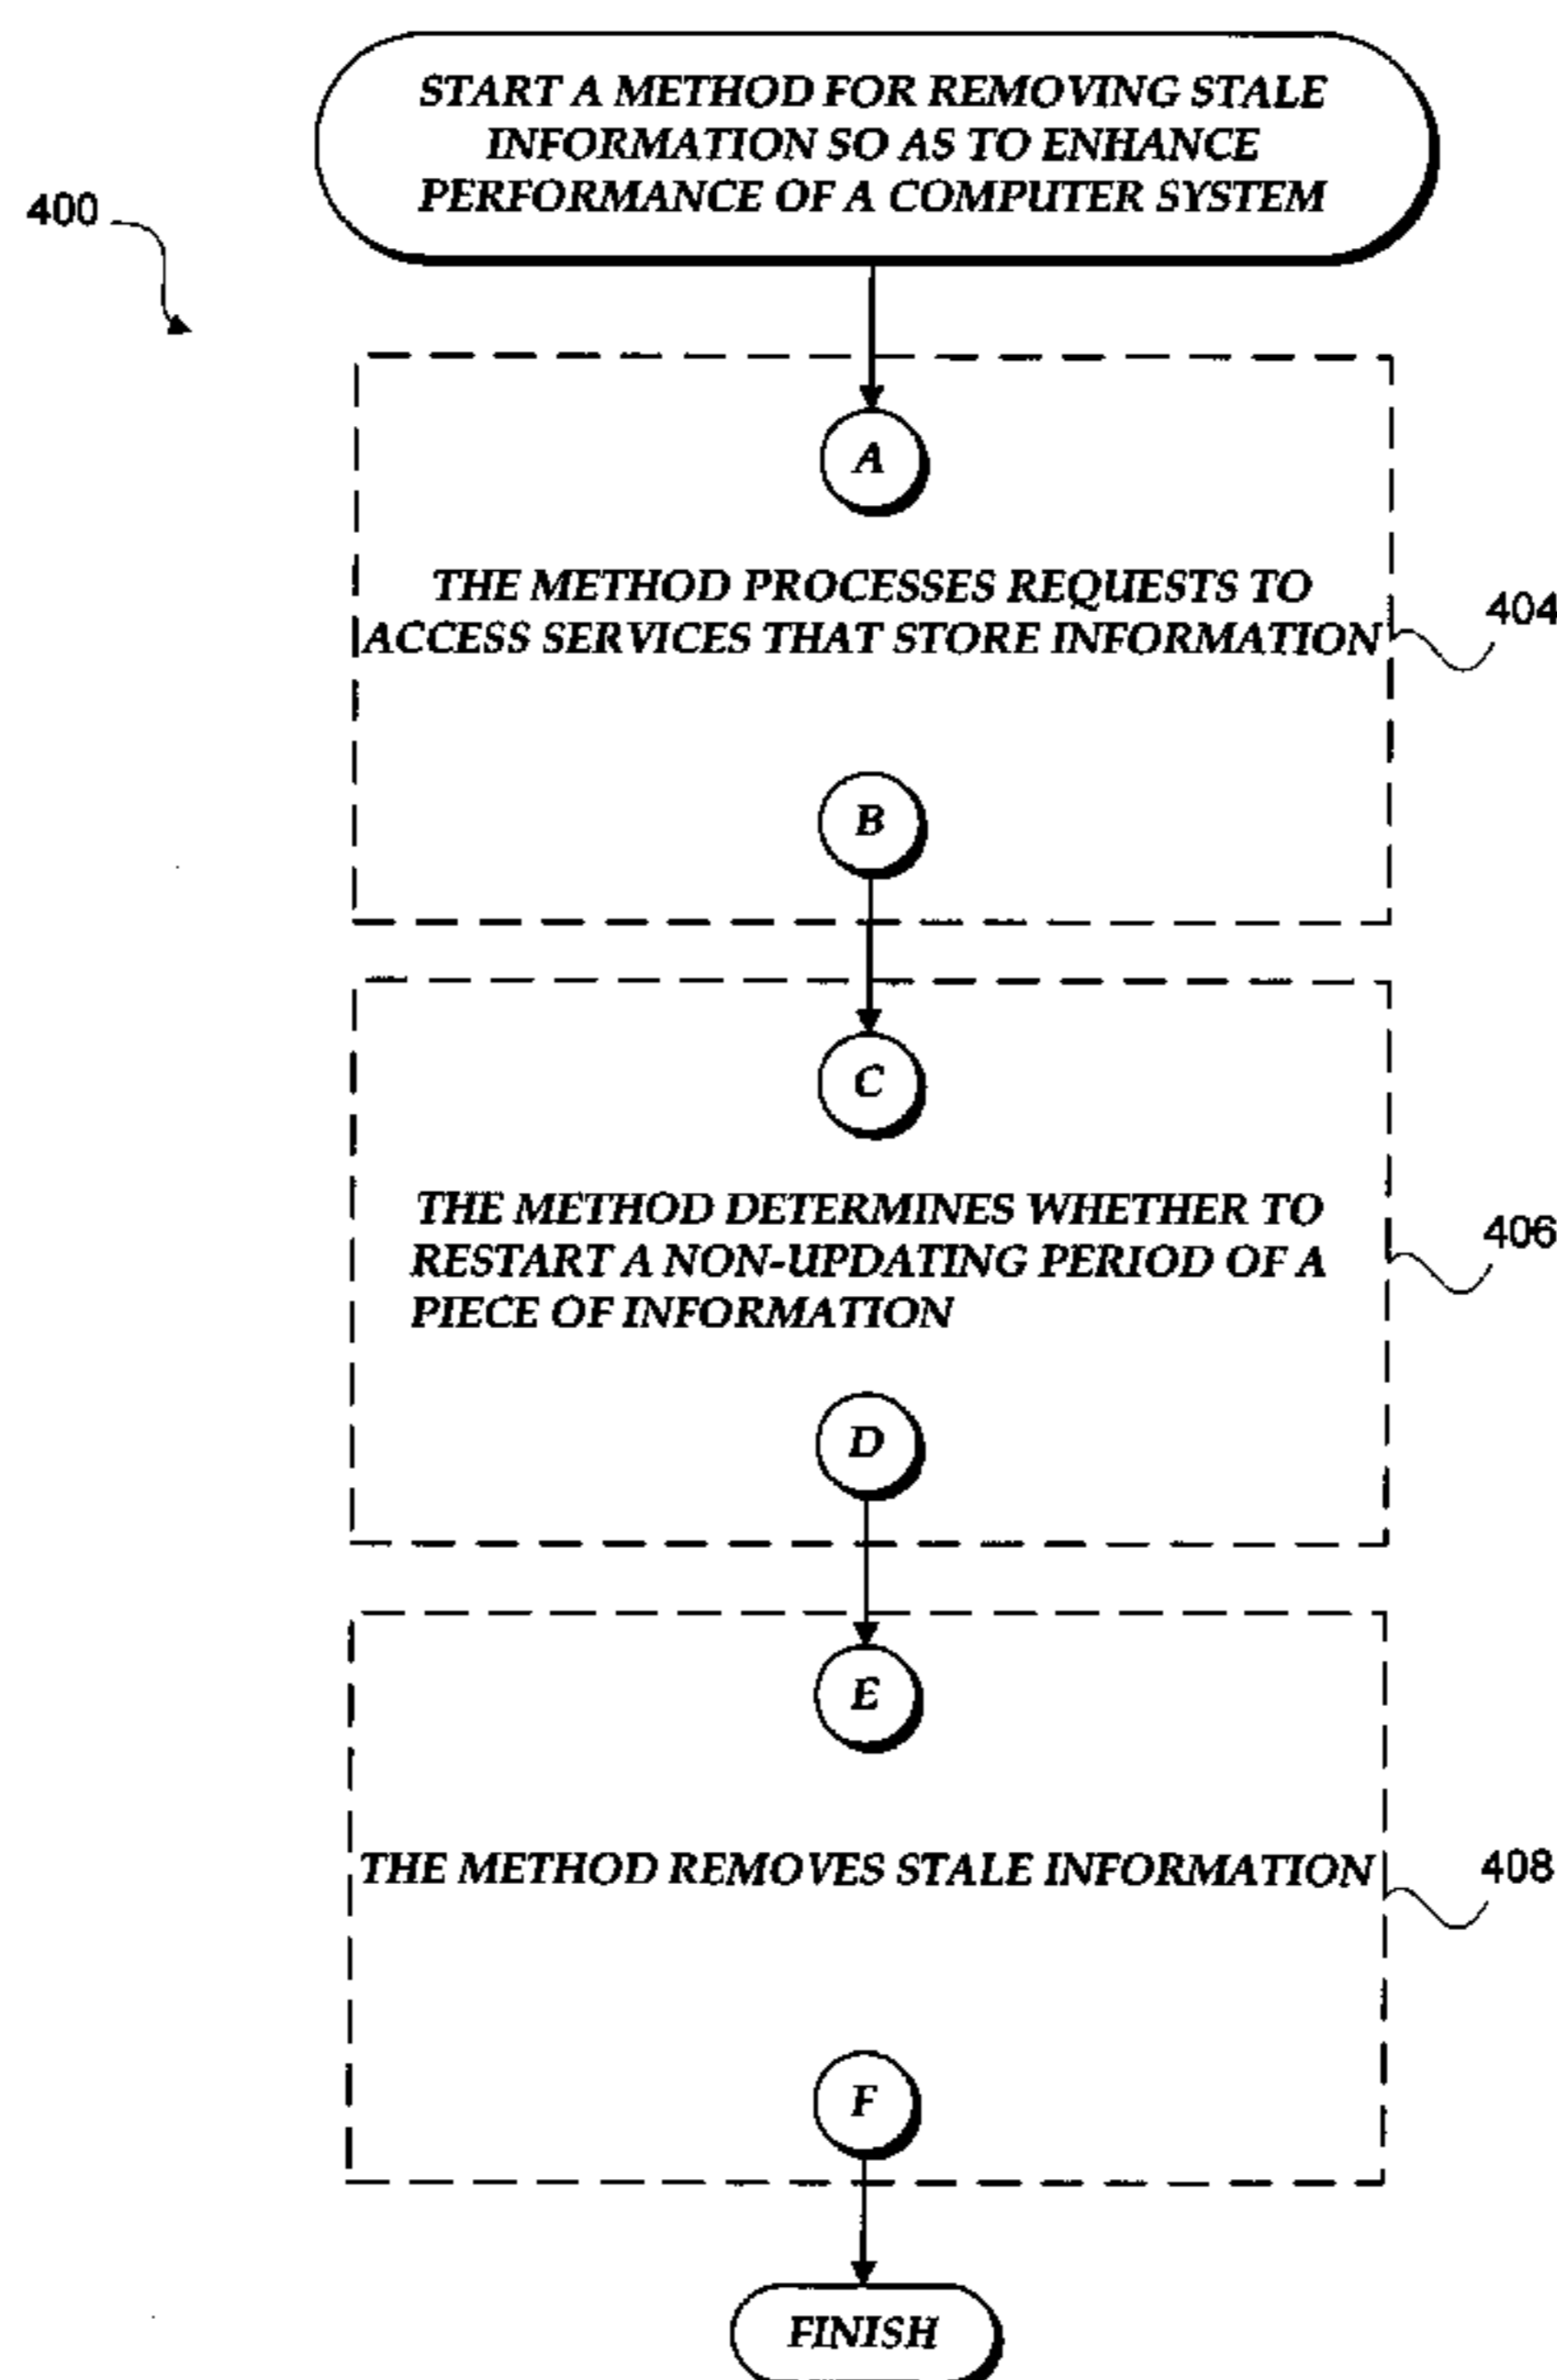 START A METHOD FOR REMOVING STALE
INFORMATION SO AS TO ENHANCE
PERFORMANCE OF A COMPUTER SYSTEM
400
A
THE METHOD PROCESSES REQUESTS TO
ACCESS SERVICES THAT STORE INFORMATION
404
B
C
THE METHOD DETERMINES WHETHER TO
RESTART A NON-UPDATING PERIOD OF A
PIECE OF INFORMATION
406
D
E
THE METHOD REMOVES STALE INFORMATION
408
F
FINISH